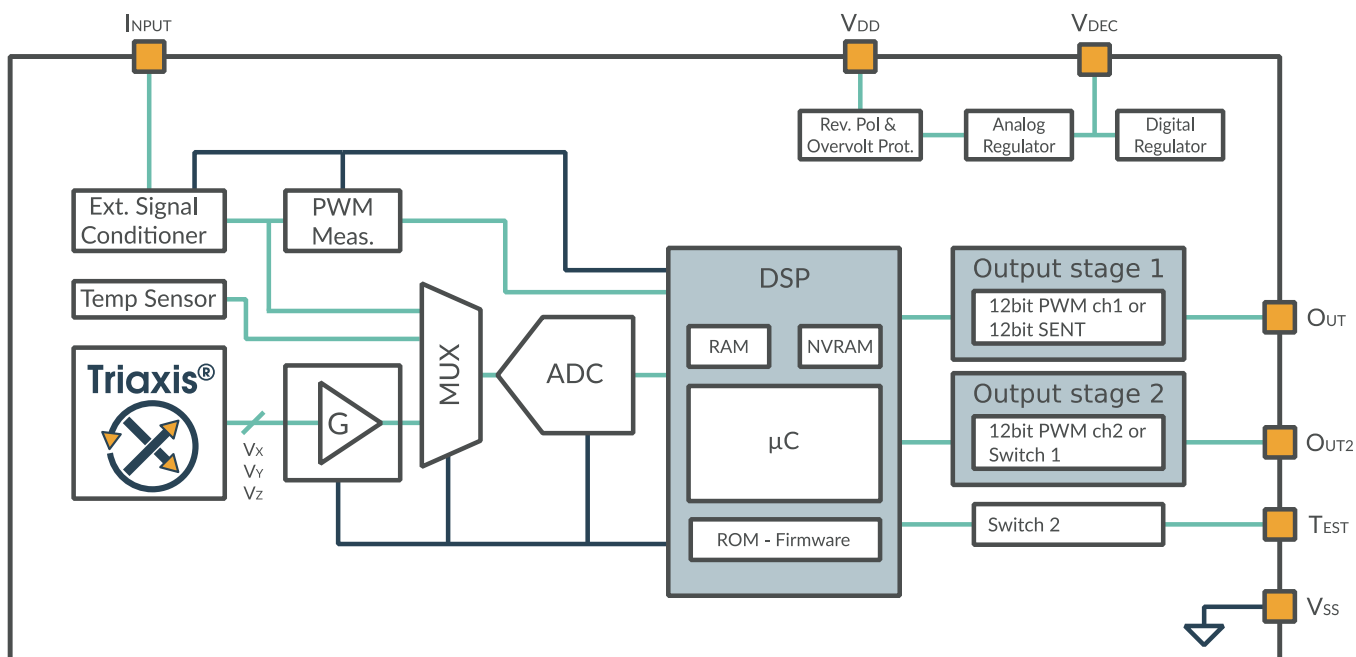 INPUT
VDD
VDEC
Rev. Pol &
Overvolt Prot.
Analog
Regulator
Digital
Regulator
Ext. Signal
Conditioner
PWM
Meas.
Temp Sensor
Triaxis®
VX
VY
VZ
G
MUX
ADC
DSP
RAM
NVRAM
µC
ROM - Firmware
Output stage 1
12bit PWM ch1 or
12bit SENT
Output stage 2
12bit PWM ch2 or
Switch 1
Switch 2
OUT
OUT2
TEST
VSS